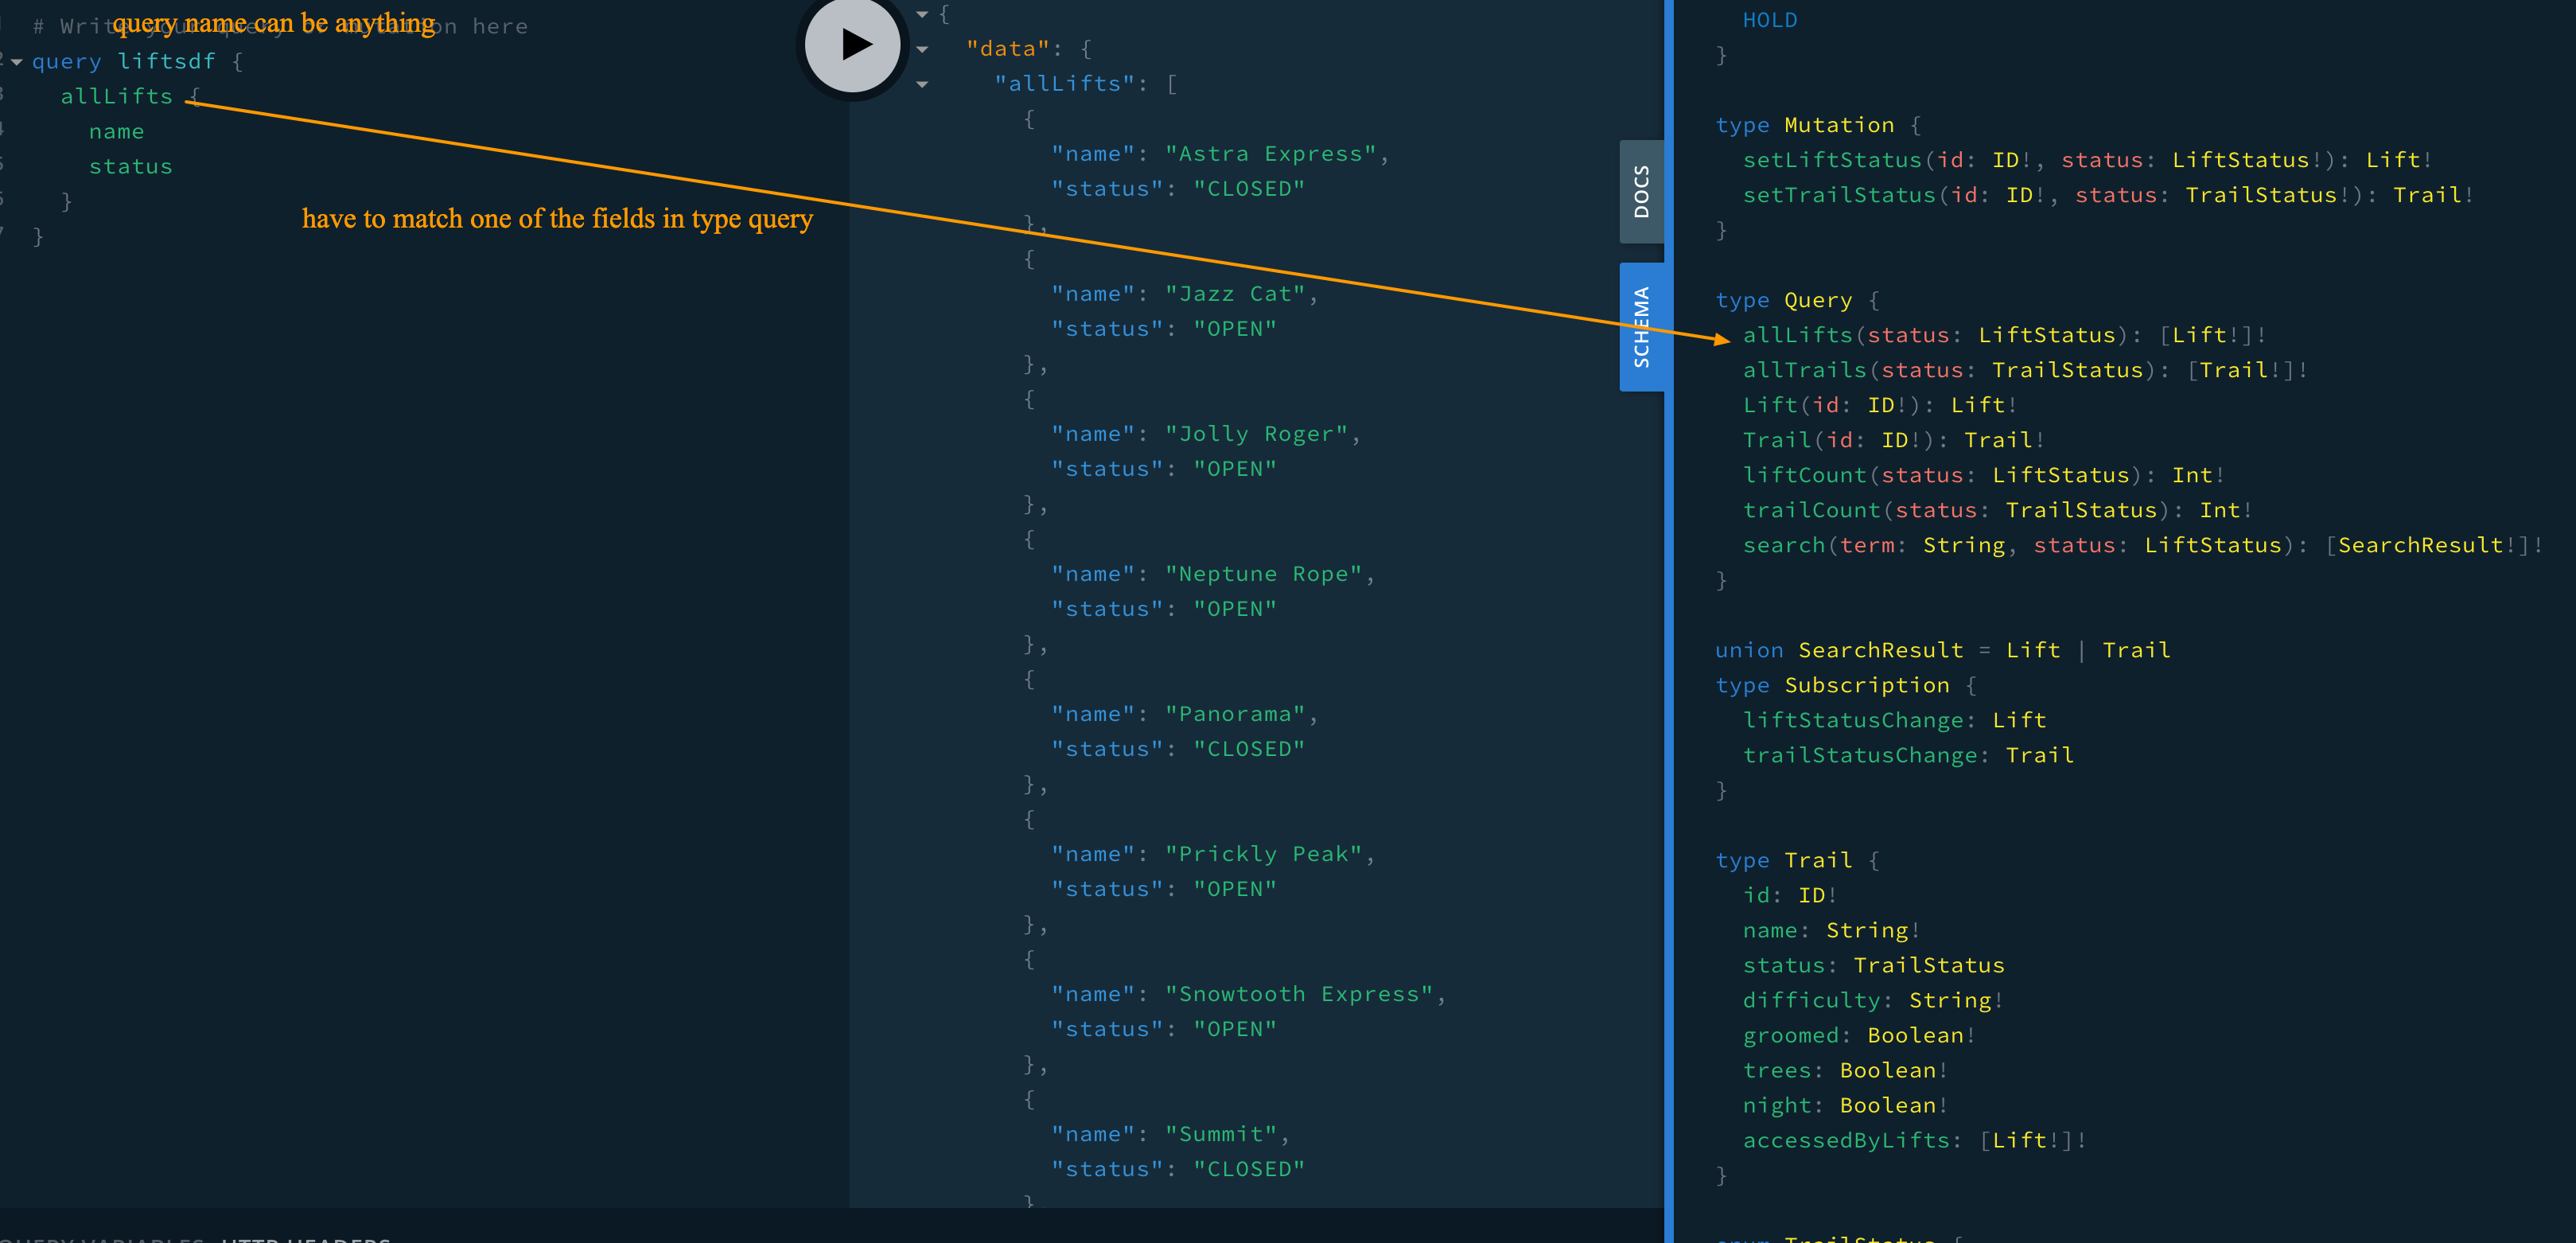 # Write your query or mutation here
query name can be anything
query liftsdf {
allLifts {
name
status
}
}
have to match one of the fields in type query
{
"data": {
"allLifts": [
{
"name": "Astra Express",
"status": "CLOSED"
},
{
"name": "Jazz Cat",
"status": "OPEN"
},
{
"name": "Jolly Roger",
"status": "OPEN"
},
{
"name": "Neptune Rope",
"status": "OPEN"
},
{
"name": "Panorama",
"status": "CLOSED"
},
{
"name": "Prickly Peak",
"status": "OPEN"
},
{
"name": "Snowtooth Express",
"status": "OPEN"
},
{
"name": "Summit",
"status": "CLOSED"
}
DOCS
SCHEMA
HOLD
}
type Mutation {
setLiftStatus(id: ID!, status: LiftStatus!): Lift!
setTrailStatus(id: ID!, status: TrailStatus!): Trail!
}
type Query {
allLifts(status: LiftStatus): [Lift!]!
allTrails(status: TrailStatus): [Trail!]!
Lift(id: ID!): Lift!
Trail(id: ID!): Trail!
liftCount(status: LiftStatus): Int!
trailCount(status: TrailStatus): Int!
search(term: String, status: LiftStatus): [SearchResult!]!
}
union SearchResult = Lift | Trail
type Subscription {
liftStatusChange: Lift
trailStatusChange: Trail
}
type Trail {
id: ID!
name: String!
status: TrailStatus
difficulty: String!
groomed: Boolean!
trees: Boolean!
night: Boolean!
accessedByLifts: [Lift!]!
}
enum TrailStatus {
QUERY VARIABLES HTTP HEADERS